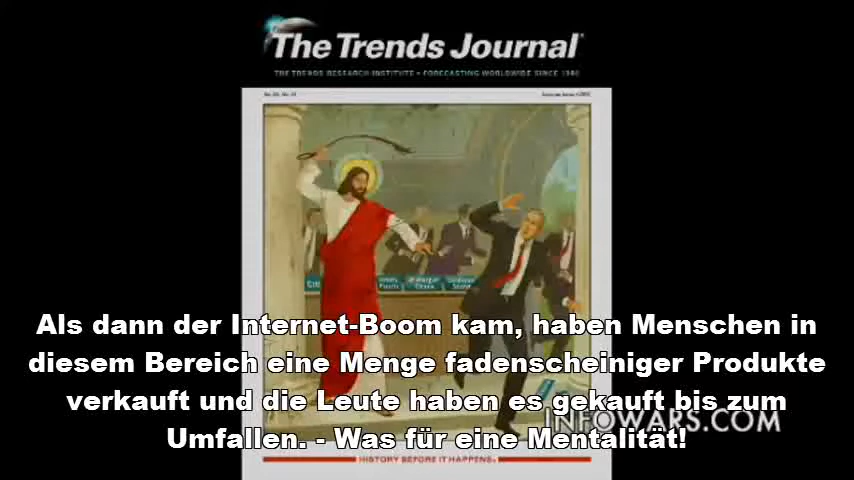 The Trends Journal
THE TRENDS RESEARCH INSTITUTE • FORECASTING WORLDWIDE SINCE 1980
Citi
Als dann der Internet-Boom kam, haben Menschen in
diesem Bereich eine Menge fadenscheiniger Produkte
verkauft und die Leute haben es gekauft bis zum
Umfallen. - Was für eine Mentalität!
INFOWARS.COM
HISTORY BEFORE IT HAPPENS